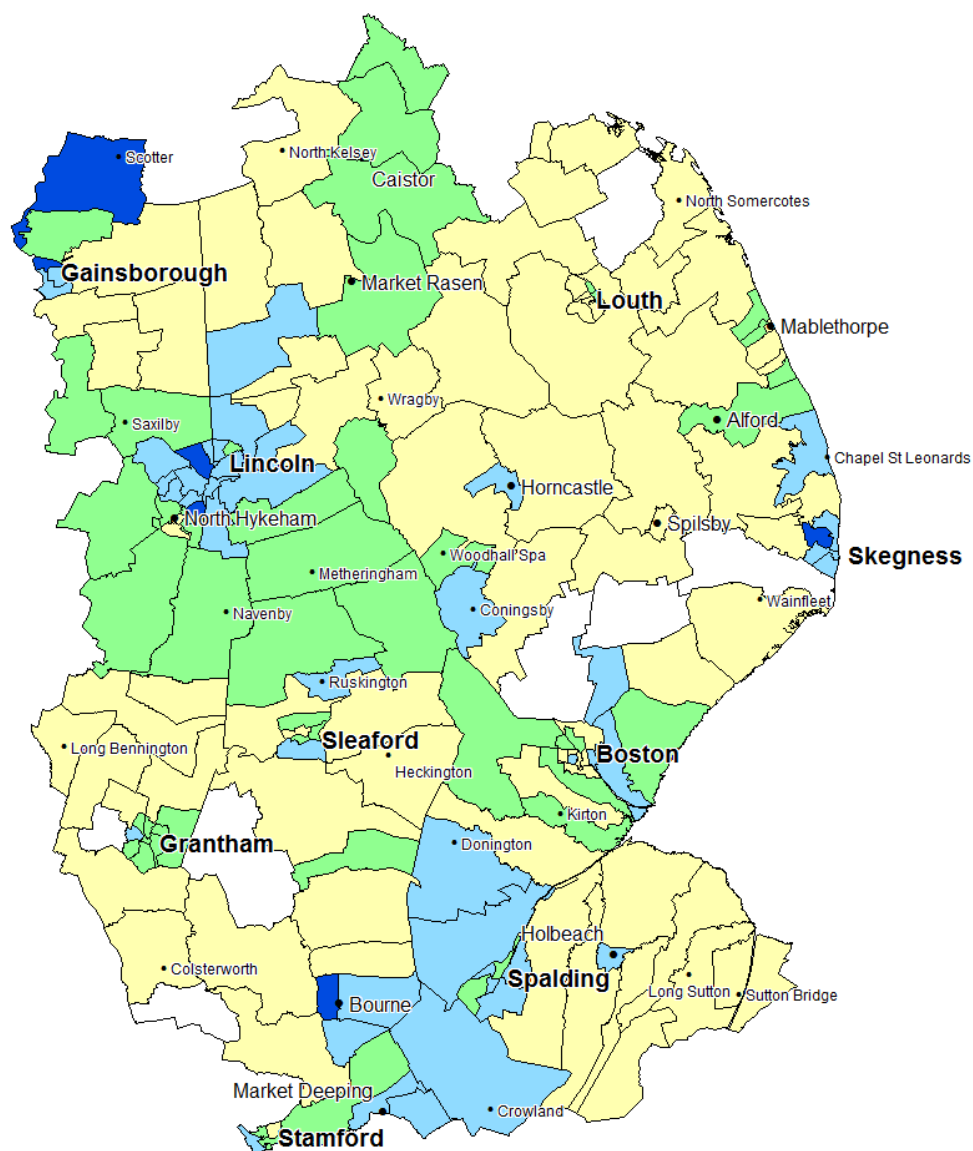 Scotter
North Kelsey
Caistor
North Somercotes
Gainsborough
Market Rasen
Louth
Mablethorpe
Wragby
Saxilby
Alford
Lincoln
Chapel St Leonards
Horncastle
North Hykeham
Spilsby
Woodhall Spa
Skegness
Metheringham
Wainfleet
Coningsby
Navenby
Ruskington
Sleaford
Long Bennington
Boston
Heckington
Kirton
Grantham
Donington
Holbeach
Colsterworth
Spalding
Long Sutton
Sutton Bridge
Bourne
Market Deeping
Crowland
Stamford